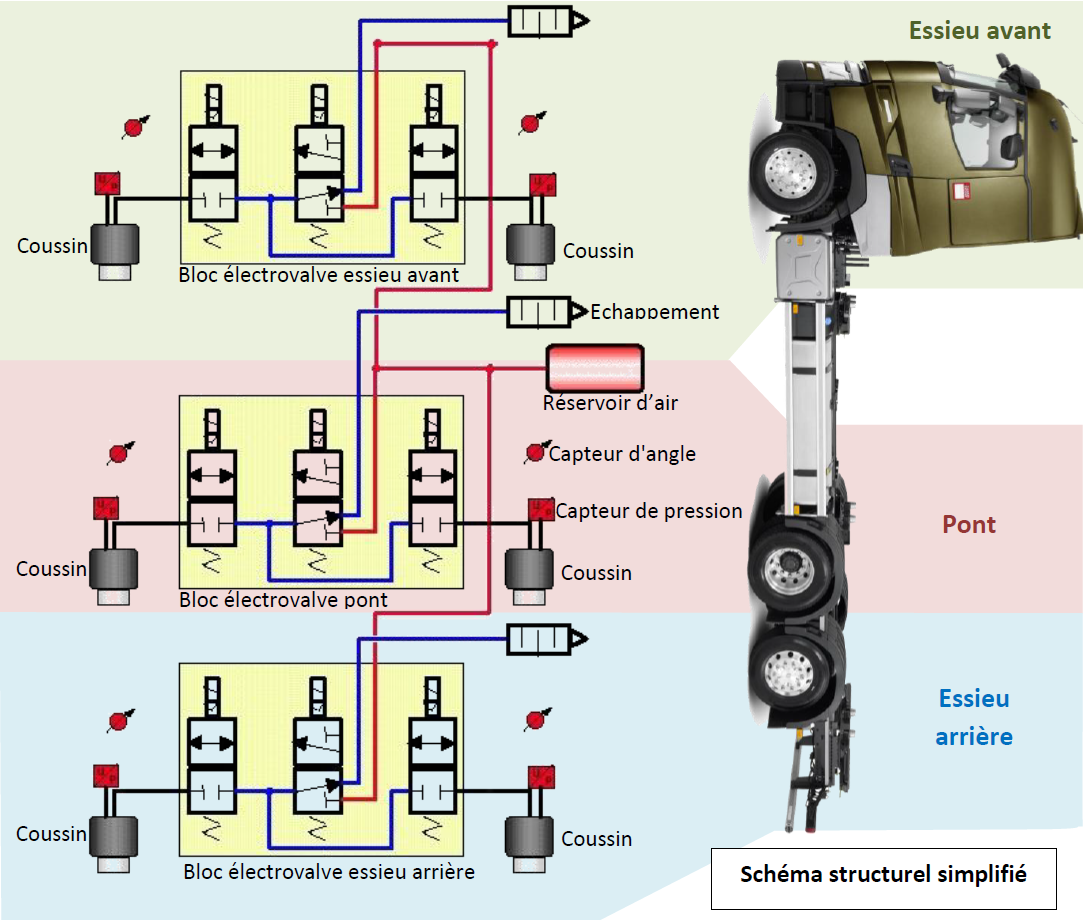 Essieu avant
Coussin
Coussin
Bloc électrovalve essieu avant
Echappement
Réservoir d’air
Capteur d'angle
Capteur de pression
Pont
Coussin
Coussin
Bloc électrovalve pont
Essieu
arrière
Coussin
Coussin
Bloc électrovalve essieu arrière
Schéma structurel simplifié